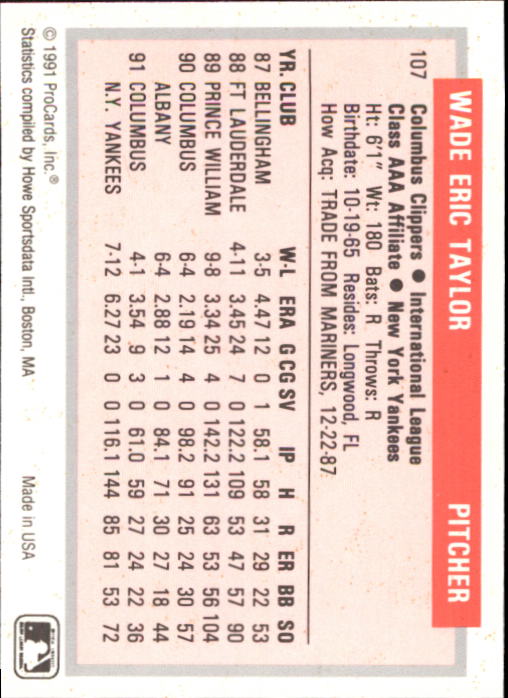 WADE ERIC TAYLOR PITCHER
107 Columbus Clippers ● International League
Class AAA Affiliate ● New York Yankees
Ht: 6'1" Wt: 180 Bats: R Throws: R
Birthdate: 10-19-65 Resides: Longwood, FL
How Acq: TRADE FROM MARINERS, 12-22-87
YR. CLUB W-L ERA G CG SV IP H R ER BB SO
87 BELLINGHAM 3-5 4.47 12 0 1 58.1 58 31 29 22 53
88 FT LAUDERDALE 4-11 3.45 24 7 0 122.2 109 53 47 57 90
89 PRINCE WILLIAM 9-8 3.34 25 4 0 142.2 131 63 53 56 104
90 COLUMBUS 6-4 2.19 14 4 0 98.2 91 25 24 30 57
ALBANY 6-4 2.88 12 1 0 84.1 71 30 27 18 44
91 COLUMBUS 4-1 3.54 9 3 0 61.0 59 27 24 22 36
N.Y. YANKEES 7-12 6.27 23 0 0 116.1 144 85 81 53 72
© 1991 ProCards, Inc.®
Statistics compiled by Howe Sportsdata Intl., Boston, MA Made in USA